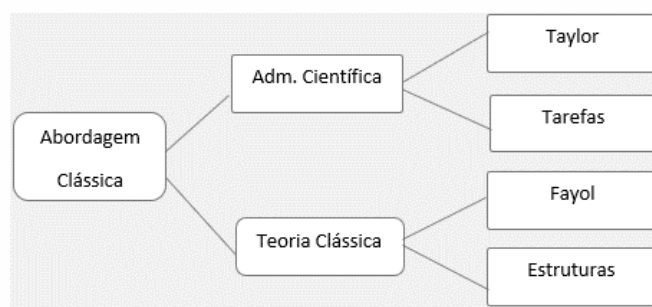 Abordagem
Clássica
Adm. Científica
Taylor
Tarefas
Teoria Clássica
Fayol
Estruturas